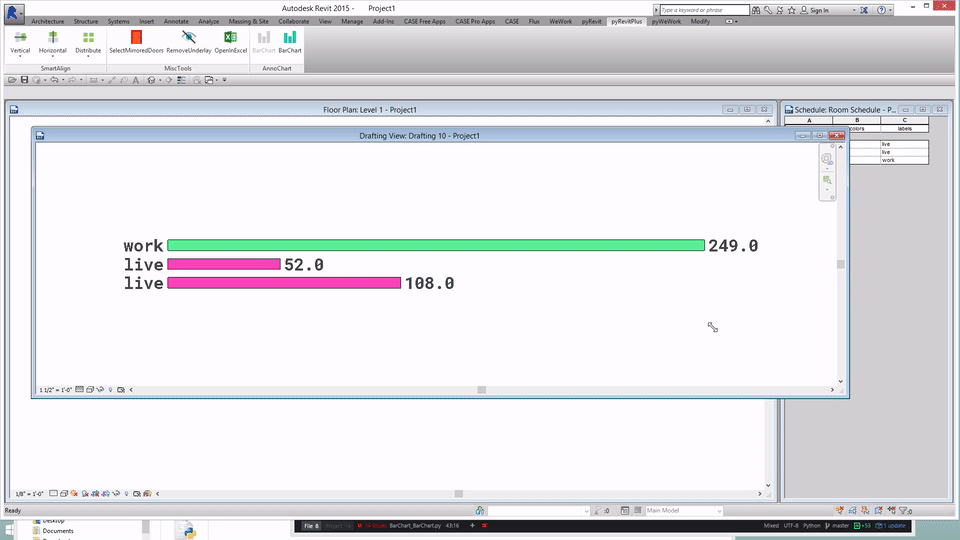 Autodesk Revit 2015 - Project1
Type a keyword or phrase
Sign In
Architecture Structure Systems Insert Annotate Analyze Massing & Site Collaborate View Manage Add-Ins CASE Free Apps CASE Pro Apps CASE Flux WeWork pyRevit pyRevitPlus pyWeWork Modify
Vertical Horizontal Distribute SelectMirroredDoors RemoveUnderlay OpenInExcel BarChart BarChart
SmartAlign MiscTools AnnoChart
Floor Plan: Level 1 - Project1
Schedule: Room Schedule - P...
A B C
colors labels
live
live
work
Drafting View: Drafting 10 - Project1
work 249.0
live 52.0
live 108.0
1 1/2" = 1'-0"
1/8" = 1'-0"
Ready
:0
Main Model
:0
Desktop
Documents
File 8 Project 14 M 14 issues BarChart_BarChart.py 43:16
Mixed UTF-8 Python master +53 1 update